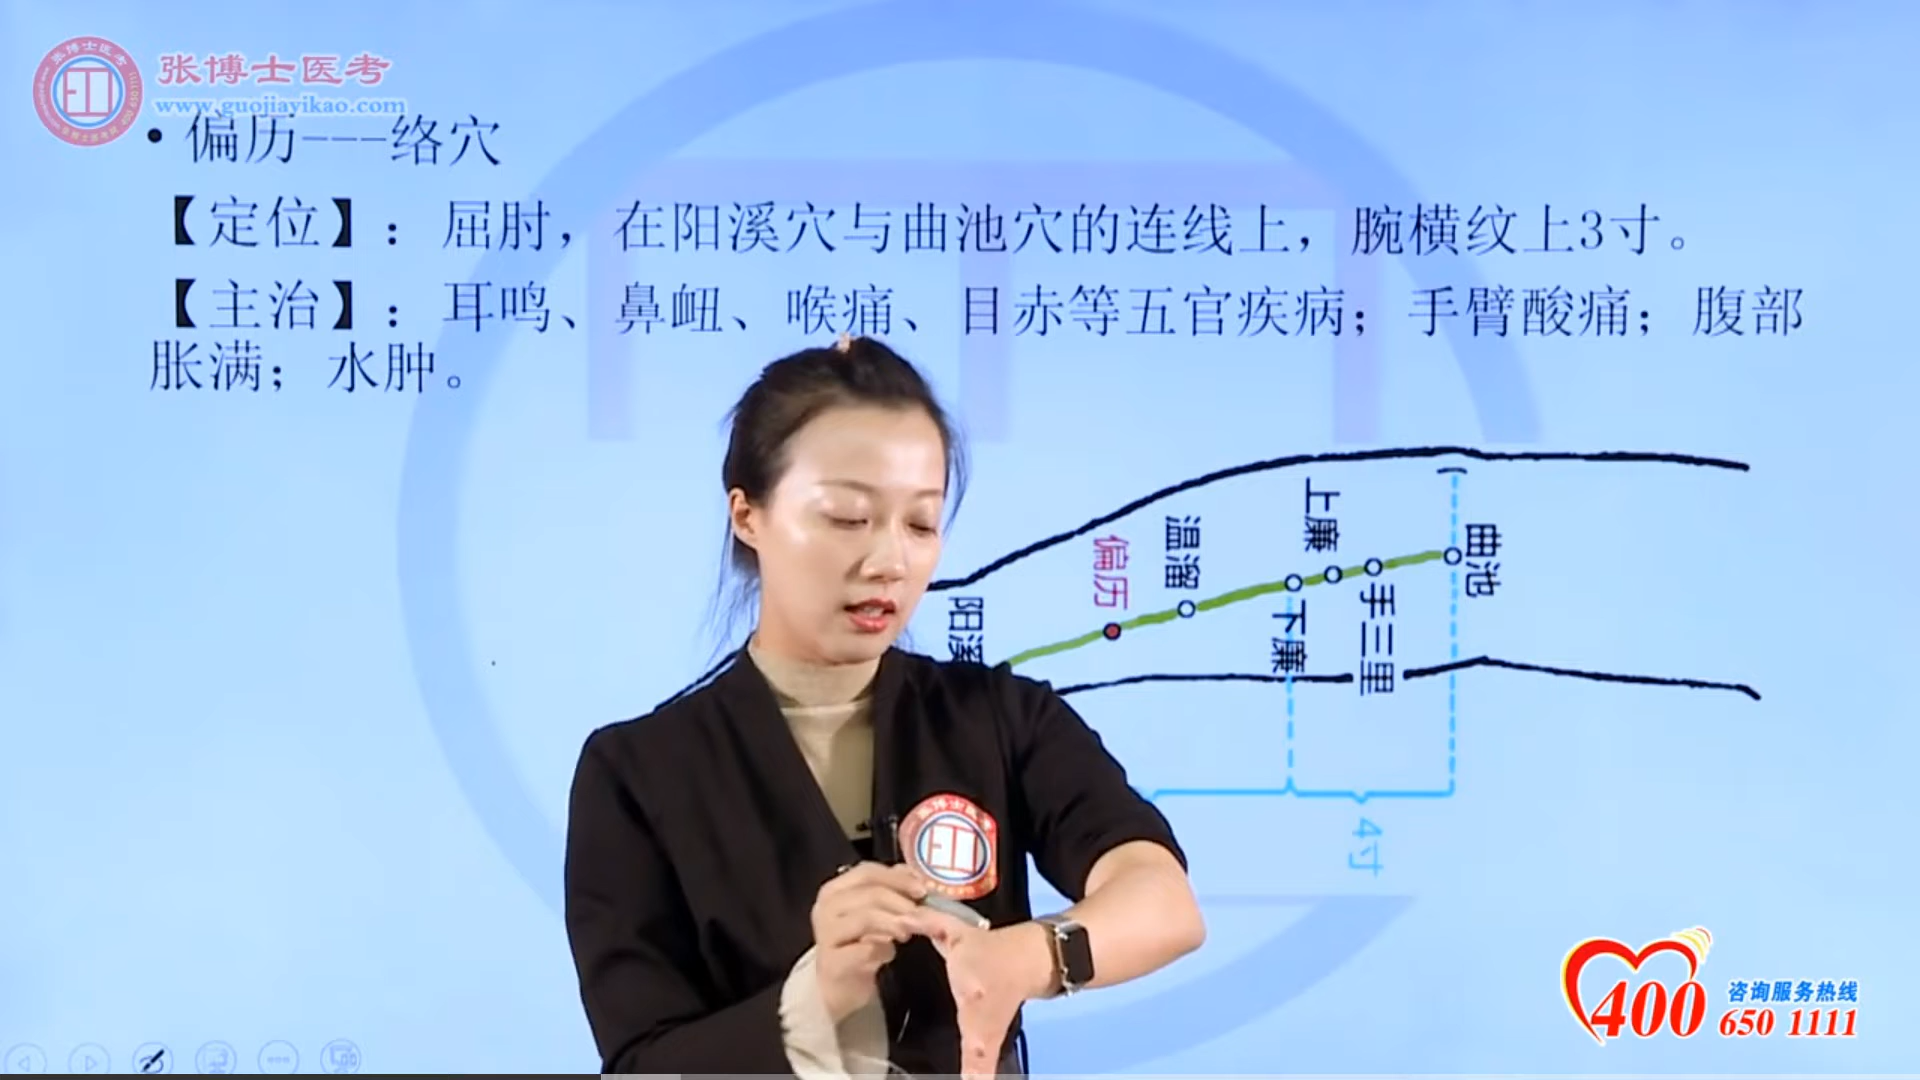 张博士医考
www.guojiayikao.com
• 偏历---络穴
【定位】：屈肘，在阳溪穴与曲池穴的连线上，腕横纹上3寸。
【主治】：耳鸣、鼻衄、喉痛、目赤等五官疾病；手臂酸痛；腹部
胀满；水肿。
阳溪
偏历
温溜
下廉
上廉
手三里
曲池
4寸
400
咨询服务热线
650 1111